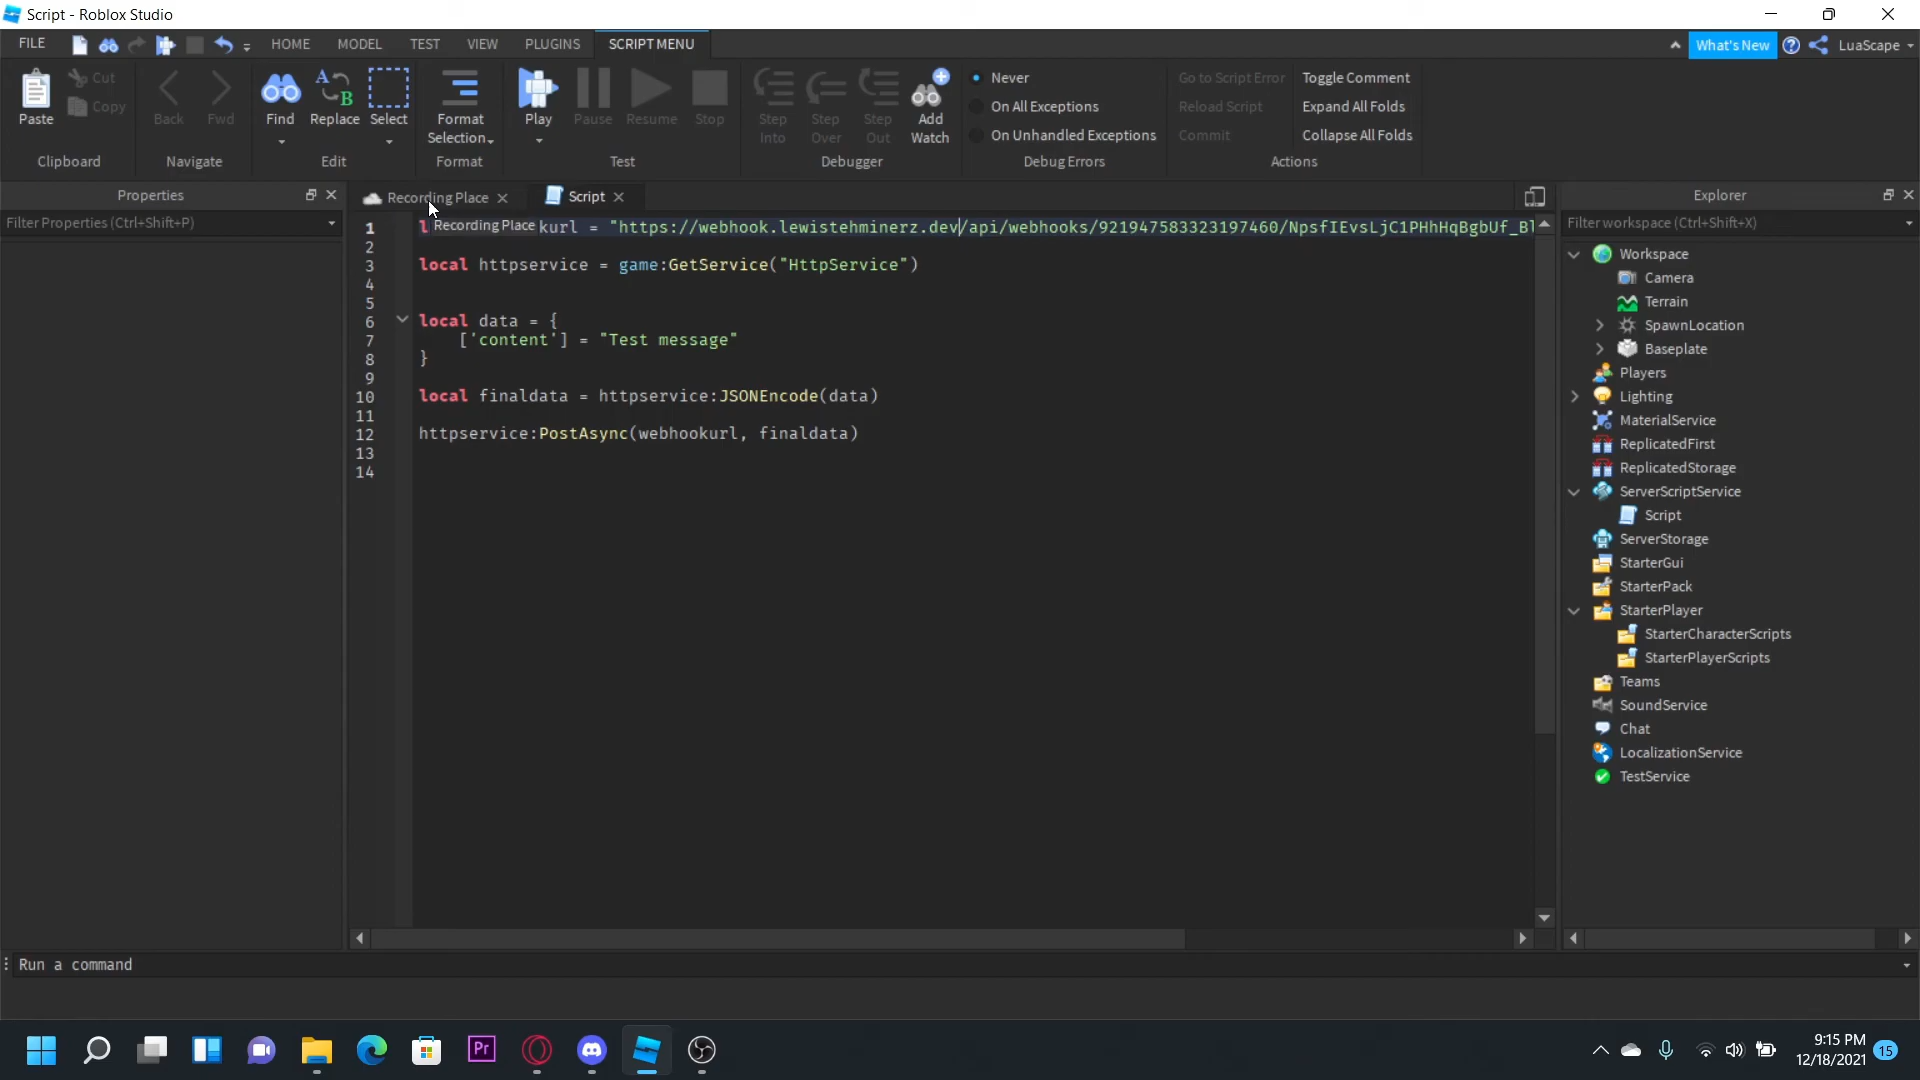 Script - Roblox Studio
FILE HOME MODEL TEST VIEW PLUGINS SCRIPT MENU What's New LuaScape
Paste
Cut
Copy
Clipboard
Back
Fwd
Navigate
Find
Replace
Select
Edit
Format
Selection
Format
Play
Pause
Resume
Stop
Test
Step
Into
Step
Over
Step
Out
Add
Watch
Debugger
Never
On All Exceptions
On Unhandled Exceptions
Debug Errors
Go to Script Error
Reload Script
Commit
Toggle Comment
Expand All Folds
Collapse All Folds
Actions
Properties
Filter Properties (Ctrl+Shift+P)
Recording Place
Script
Recording Place
1 l kurl = "https://webhook.lewistehminerz.dev/api/webhooks/921947583323197460/NpsfIEvsLjC1PHhHqBgbUf_Bl
2
3 local httpservice = game:GetService("HttpService")
4
5
6 local data = {
7 ['content'] = "Test message"
8 }
9
10 local finaldata = httpservice:JSONEncode(data)
11
12 httpservice:PostAsync(webhookurl, finaldata)
13
14
Explorer
Filter workspace (Ctrl+Shift+X)
Workspace
Camera
Terrain
SpawnLocation
Baseplate
Players
Lighting
MaterialService
ReplicatedFirst
ReplicatedStorage
ServerScriptService
Script
ServerStorage
StarterGui
StarterPack
StarterPlayer
StarterCharacterScripts
StarterPlayerScripts
Teams
SoundService
Chat
LocalizationService
TestService
Run a command
Pr
9:15 PM
12/18/2021
15